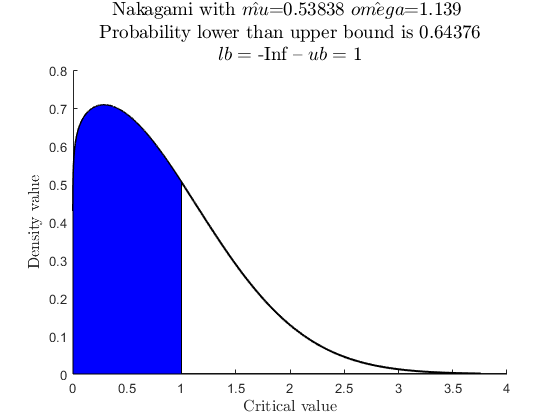 Nakagami with m̂u=0.53838 omêga=1.139
Probability lower than upper bound is 0.64376
lb = -Inf – ub = 1
0.8
0.7
0.6
0.5
0.4
0.3
0.2
0.1
0
Density value
0 0.5 1 1.5 2 2.5 3 3.5 4
Critical value